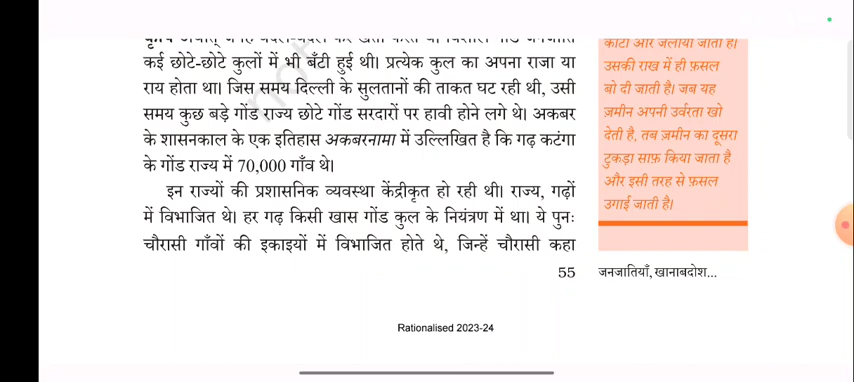 कई छोटे-छोटे कुलों में भी बँटी हुई थी। प्रत्येक कुल का अपना राजा या
राय होता था। जिस समय दिल्ली के सुलतानों की ताकत घट रही थी, उसी
समय कुछ बड़े गोंड राज्य छोटे गोंड सरदारों पर हावी होने लगे थे। अकबर
के शासनकाल के एक इतिहास अकबरनामा में उल्लिखित है कि गढ़ कटंगा
के गोंड राज्य में 70,000 गाँव थे।
इन राज्यों की प्रशासनिक व्यवस्था केंद्रीकृत हो रही थी। राज्य, गढ़ों
में विभाजित थे। हर गढ़ किसी खास गोंड कुल के नियंत्रण में था। ये पुनः
चौरासी गाँवों की इकाइयों में विभाजित होते थे, जिन्हें चौरासी कहा
काटा और जलाया जाता है।
उसकी राख में ही फ़सल
बो दी जाती है। जब यह
ज़मीन अपनी उर्वरता खो
देती है, तब ज़मीन का दूसरा
टुकड़ा साफ़ किया जाता है
और इसी तरह से फ़सल
उगाई जाती है।
55
जनजातियाँ, खानाबदोश...
Rationalised 2023-24